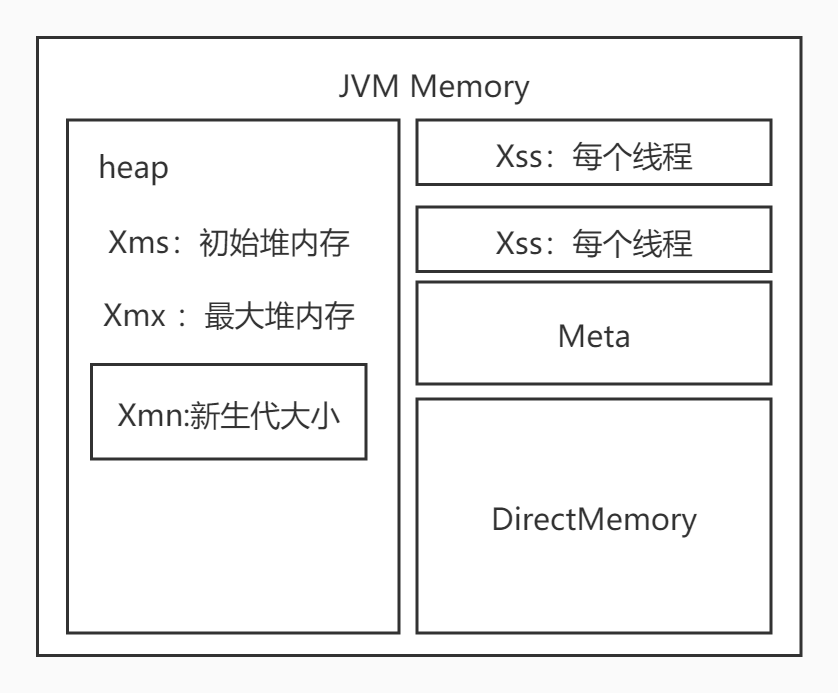 JVM Memory
heap
Xms：初始堆内存
Xmx ：最大堆内存
Xmn:新生代大小
Xss：每个线程
Xss：每个线程
Meta
DirectMemory